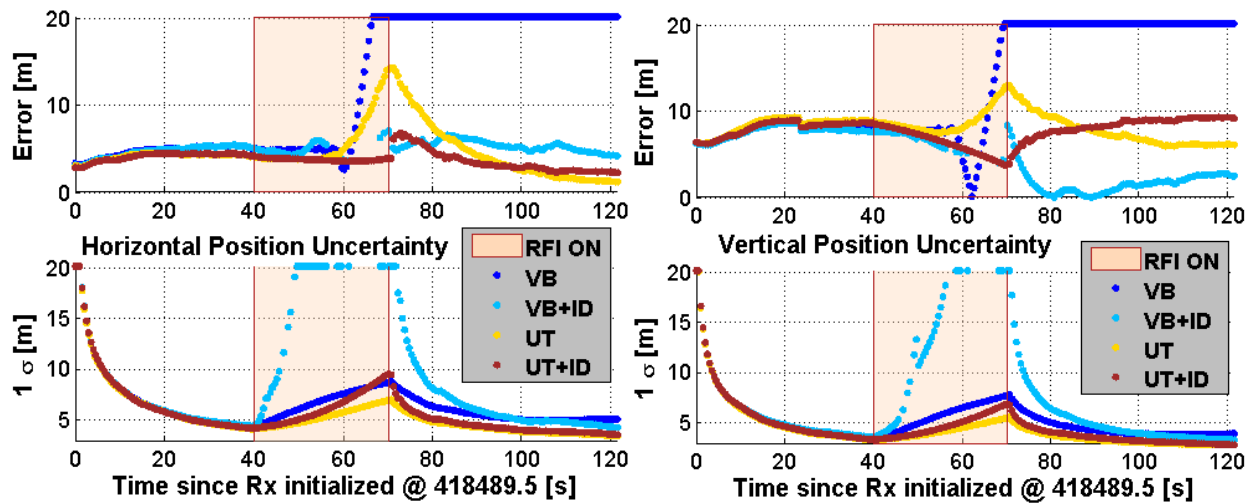 Error [m]
20
15
10
5
0
0 20 40 60 80 100 120
Error [m]
20
15
10
5
0
0 20 40 60 80 100 120
Horizontal Position Uncertainty
1 σ [m]
20
15
10
5
0 20 40 60 80 100 120
RFI ON
VB
VB+ID
UT
UT+ID
Time since Rx initialized @ 418489.5 [s]
Vertical Position Uncertainty
1 σ [m]
20
15
10
5
0 20 40 60 80 100 120
RFI ON
VB
VB+ID
UT
UT+ID
Time since Rx initialized @ 418489.5 [s]